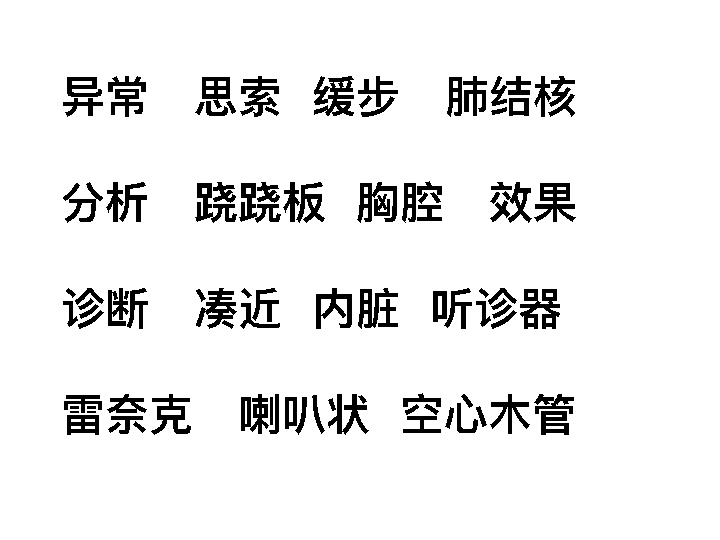 异常　思索  缓步　肺结核
分析　跷跷板  胸腔　效果
诊断　凑近  内脏  听诊器
雷奈克　喇叭状  空心木管